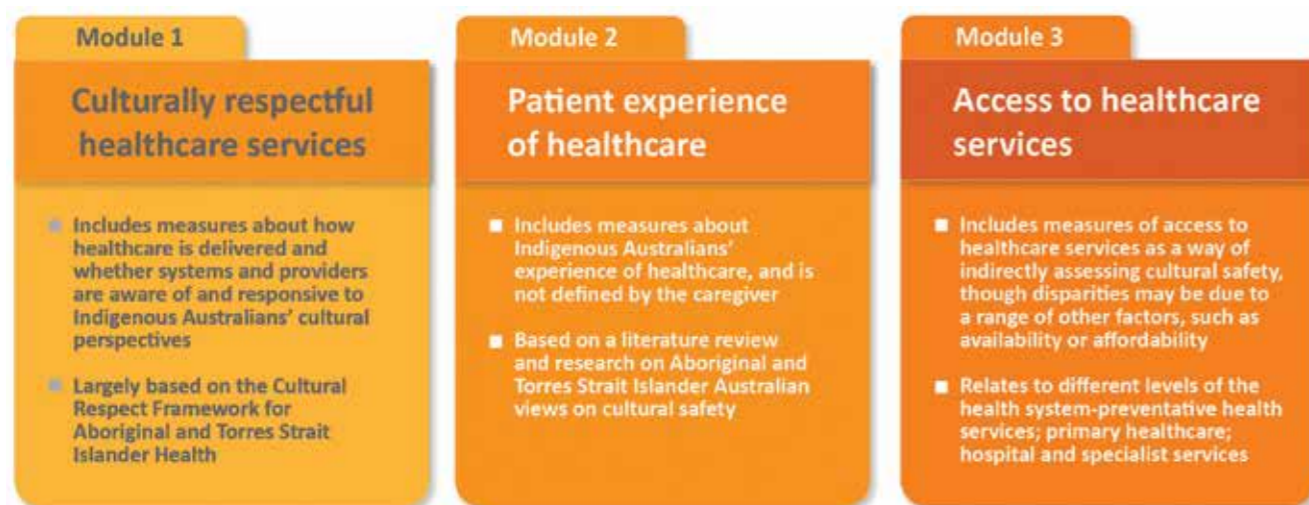 Module 1
Culturally respectful
healthcare services
Includes measures about how
healthcare is delivered and
whether systems and providers
are aware of and responsive to
Indigenous Australians' cultural
perspectives
Largely based on the Cultural
Respect Framework for
Aboriginal and Torres Strait
Islander Health
Module 2
Patient experience
of healthcare
Includes measures about
Indigenous Australians'
experience of healthcare, and is
not defined by the caregiver
Based on a literature review
and research on Aboriginal and
Torres Strait Islander Australian
views on cultural safety
Module 3
Access to healthcare
services
Includes measures of access to
healthcare services as a way of
indirectly assessing cultural safety,
though disparities may be due to
a range of other factors, such as
availability or affordability
Relates to different levels of the
health system-preventative health
services; primary healthcare;
hospital and specialist services